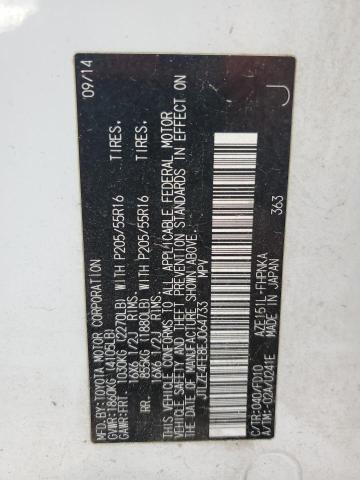 MFD.BY:TOYOTA MOTOR CORPORATION 09/14
GVWR:1860KG(4105LB)
GAWR:FRT. 1030KG(2270LB) WITH P205/55R16 TIRES,
16X6 1/2J RIMS.
RR. 855KG(1880LB) WITH P205/55R16 TIRES,
16X6 1/2J RIMS.
THIS VEHICLE CONFORMS TO ALL APPLICABLE FEDERAL MOTOR
VEHICLE SAFETY AND THEFT PREVENTION STANDARDS IN EFFECT ON
THE DATE OF MANUFACTURE SHOWN ABOVE.
JTLZE4FE8EJ064733 MPV
363 J
C/TR:040/FD10 AZE151L-FHPNKA
A/TM:-02A/U241E MADE IN JAPAN